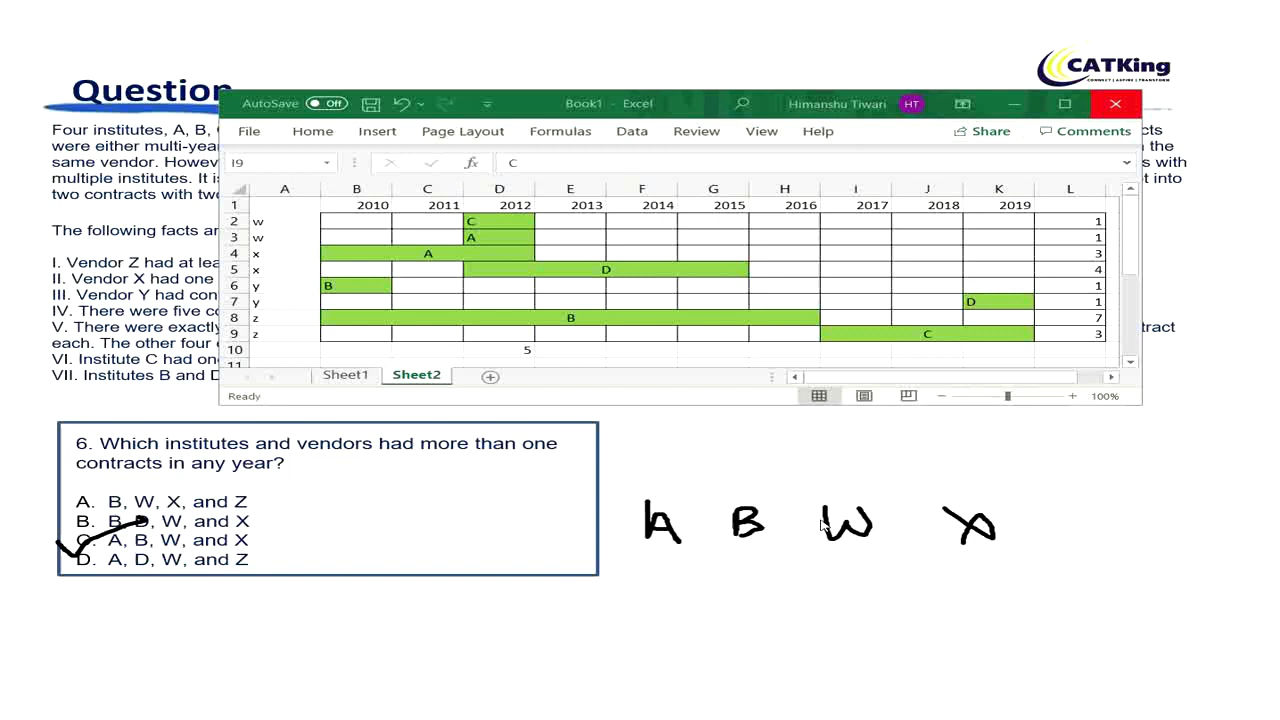 Question
CATKing
CONNECT | ASPIRE | TRANSFORM
AutoSave Off Book1 - Excel Himanshu Tiwari HT
File Home Insert Page Layout Formulas Data Review View Help Share Comments
I9 fx C
A B C D E F G H I J K L
1 2010 2011 2012 2013 2014 2015 2016 2017 2018 2019
2 w C 1
3 w A 1
4 x A 3
5 x D 4
6 y B 1
7 y D 1
8 z B 7
9 z C 3
10 5
11
Sheet1 Sheet2
Ready 100%
Four institutes, A, B, cts
were either multi-yea the
same vendor. Howev s with
multiple institutes. It i t into
two contracts with tw
The following facts a
I. Vendor Z had at lea
II. Vendor X had one
III. Vendor Y had con
IV. There were five co
V. There were exactly tract
each. The other four
VI. Institute C had on
VII. Institutes B and D
6. Which institutes and vendors had more than one
contracts in any year?
A. B, W, X, and Z
B. B, D, W, and X
C. A, B, W, and X
D. A, D, W, and Z
A B W X